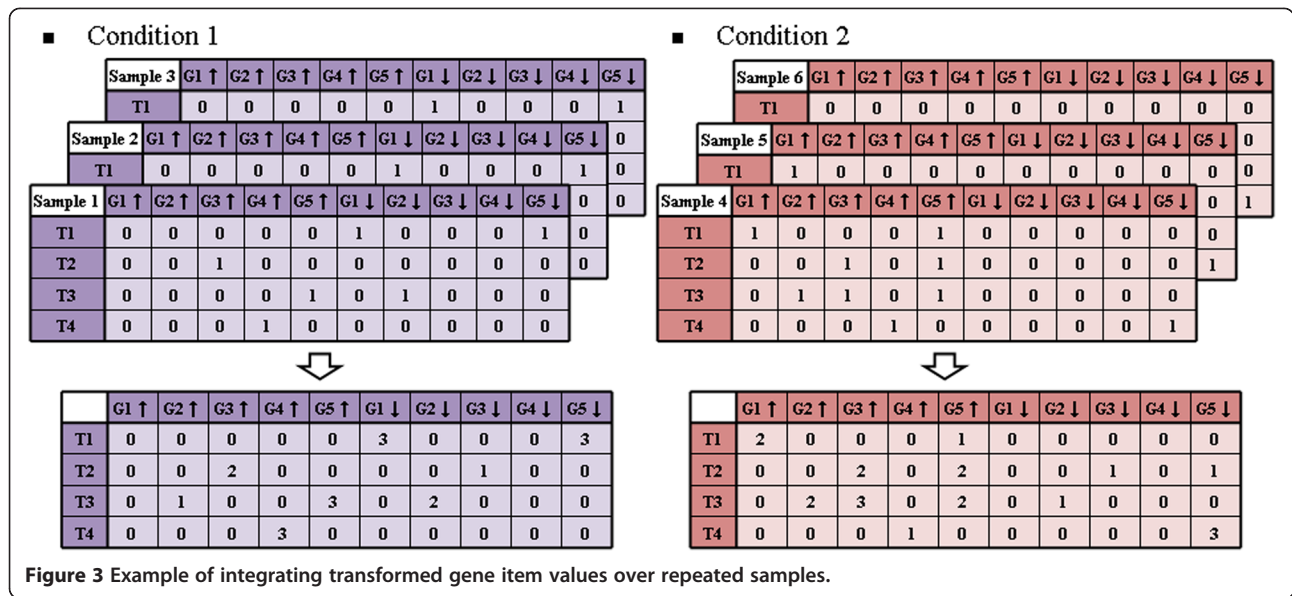 ▪ Condition 1
Sample 3 G1 ↑ G2 ↑ G3 ↑ G4 ↑ G5 ↑ G1 ↓ G2 ↓ G3 ↓ G4 ↓ G5 ↓
T1 0 0 0 0 0 1 0 0 0 1
0
Sample 2 G1 ↑ G2 ↑ G3 ↑ G4 ↑ G5 ↑ G1 ↓ G2 ↓ G3 ↓ G4 ↓ G5 ↓
T1 0 0 0 0 0 1 0 0 0 1
0
0
Sample 1 G1 ↑ G2 ↑ G3 ↑ G4 ↑ G5 ↑ G1 ↓ G2 ↓ G3 ↓ G4 ↓ G5 ↓
T1 0 0 0 0 0 1 0 0 0 1
T2 0 0 1 0 0 0 0 0 0 0
T3 0 0 0 0 1 0 1 0 0 0
T4 0 0 0 1 0 0 0 0 0 0
0
0
0
G1 ↑ G2 ↑ G3 ↑ G4 ↑ G5 ↑ G1 ↓ G2 ↓ G3 ↓ G4 ↓ G5 ↓
T1 0 0 0 0 0 3 0 0 0 3
T2 0 0 2 0 0 0 0 1 0 0
T3 0 1 0 0 3 0 2 0 0 0
T4 0 0 0 3 0 0 0 0 0 0
▪ Condition 2
Sample 6 G1 ↑ G2 ↑ G3 ↑ G4 ↑ G5 ↑ G1 ↓ G2 ↓ G3 ↓ G4 ↓ G5 ↓
T1 0 0 0 0 0 0 0 0 0 0
0
0
1
Sample 5 G1 ↑ G2 ↑ G3 ↑ G4 ↑ G5 ↑ G1 ↓ G2 ↓ G3 ↓ G4 ↓ G5 ↓
T1 1 0 0 0 0 0 0 0 0 0
0
0
1
Sample 4 G1 ↑ G2 ↑ G3 ↑ G4 ↑ G5 ↑ G1 ↓ G2 ↓ G3 ↓ G4 ↓ G5 ↓
T1 1 0 0 0 1 0 0 0 0 0
T2 0 0 1 0 1 0 0 0 0 0
T3 0 1 1 0 1 0 0 0 0 0
T4 0 0 0 1 0 0 0 0 0 1
G1 ↑ G2 ↑ G3 ↑ G4 ↑ G5 ↑ G1 ↓ G2 ↓ G3 ↓ G4 ↓ G5 ↓
T1 2 0 0 0 1 0 0 0 0 0
T2 0 0 2 0 2 0 0 1 0 1
T3 0 2 3 0 2 0 1 0 0 0
T4 0 0 0 1 0 0 0 0 0 3
Figure 3 Example of integrating transformed gene item values over repeated samples.